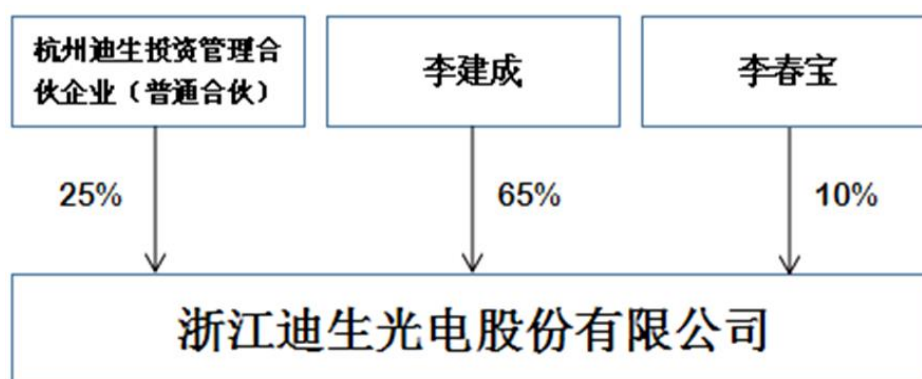 杭州迪生投资管理合
伙企业（普通合伙）
李建成
李春宝
25%
65%
10%
浙江迪生光电股份有限公司